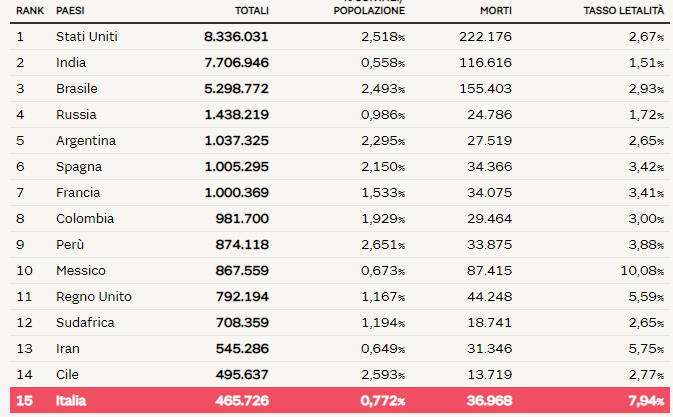 RANK PAESI TOTALI POPOLAZIONE MORTI TASSO LETALITÀ
1 Stati Uniti 8.336.031 2,518% 222.176 2,67%
2 India 7.706.946 0,558% 116.616 1,51%
3 Brasile 5.298.772 2,493% 155.403 2,93%
4 Russia 1.438.219 0,986% 24.786 1,72%
5 Argentina 1.037.325 2,295% 27.519 2,65%
6 Spagna 1.005.295 2,150% 34.366 3,42%
7 Francia 1.000.369 1,533% 34.075 3,41%
8 Colombia 981.700 1,929% 29.464 3,00%
9 Perù 874.118 2,651% 33.875 3,88%
10 Messico 867.559 0,673% 87.415 10,08%
11 Regno Unito 792.194 1,167% 44.248 5,59%
12 Sudafrica 708.359 1,194% 18.741 2,65%
13 Iran 545.286 0,649% 31.346 5,75%
14 Cile 495.637 2,593% 13.719 2,77%
15 Italia 465.726 0,772% 36.968 7,94%